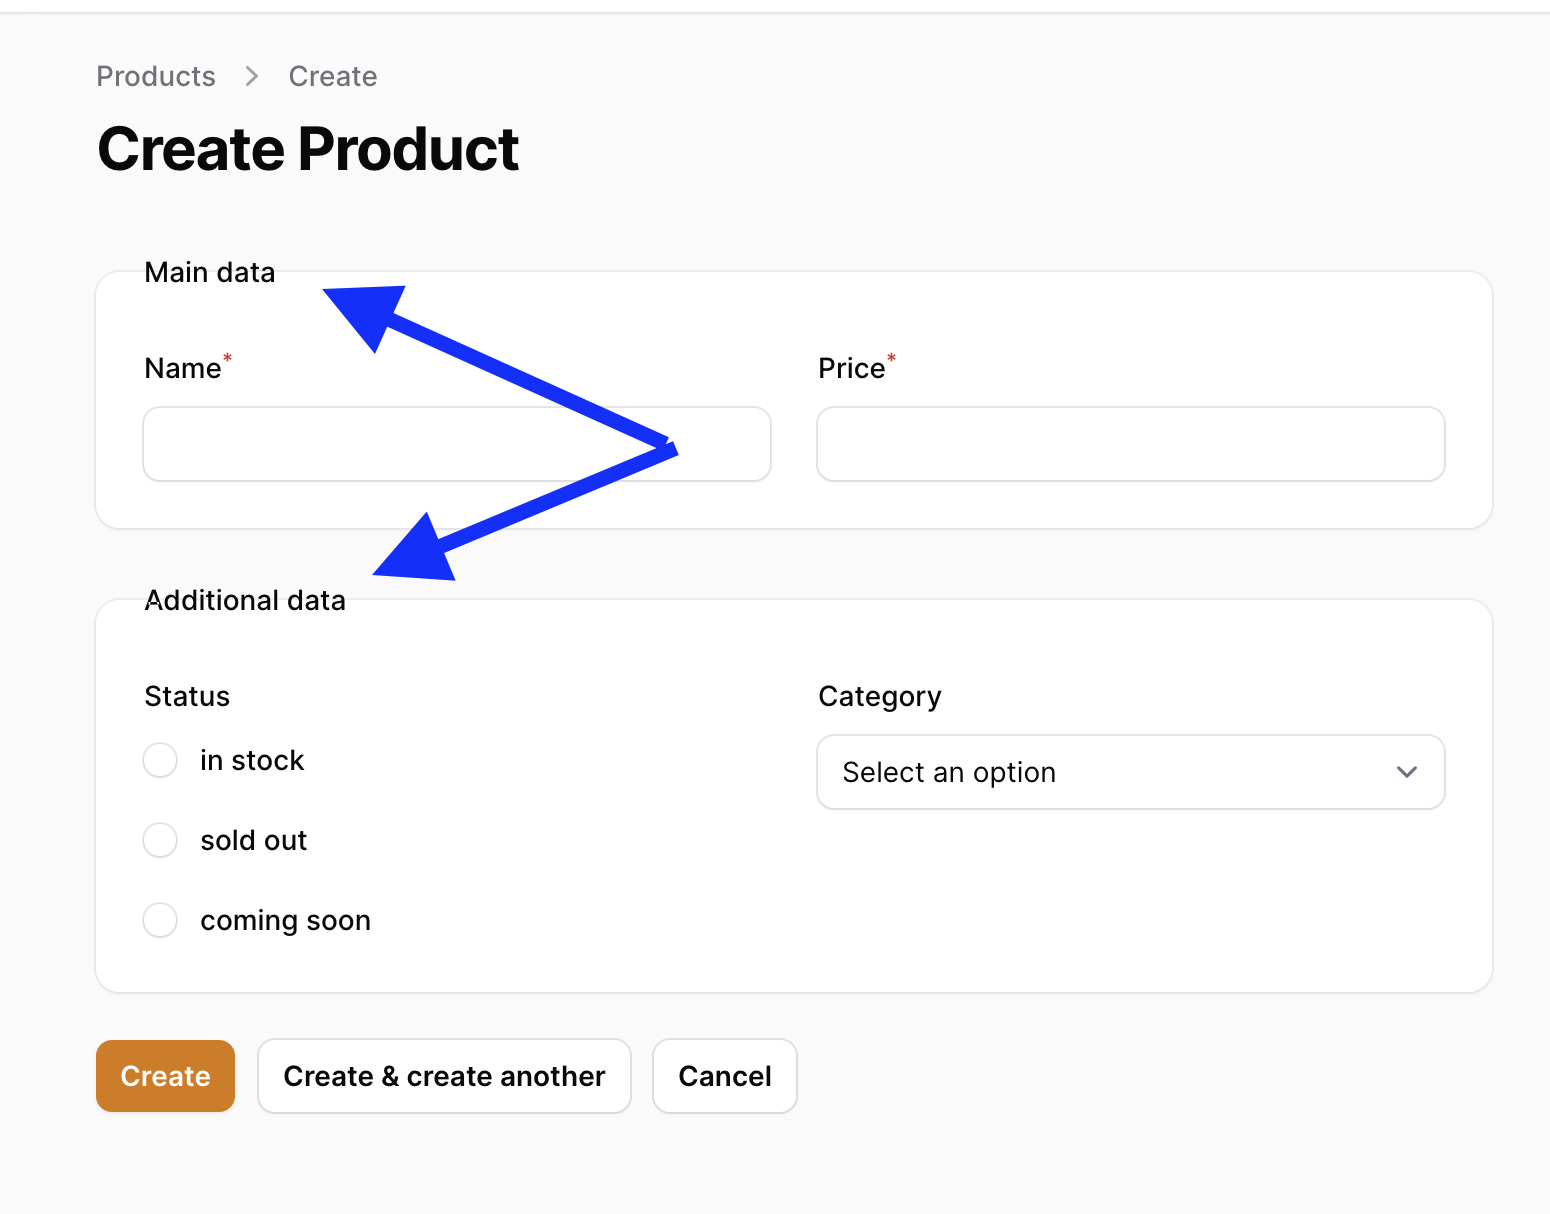 Products > Create
Create Product
Main data
Name* Price*
Additional data
Status Category
in stock Select an option
sold out
coming soon
Create Create & create another Cancel